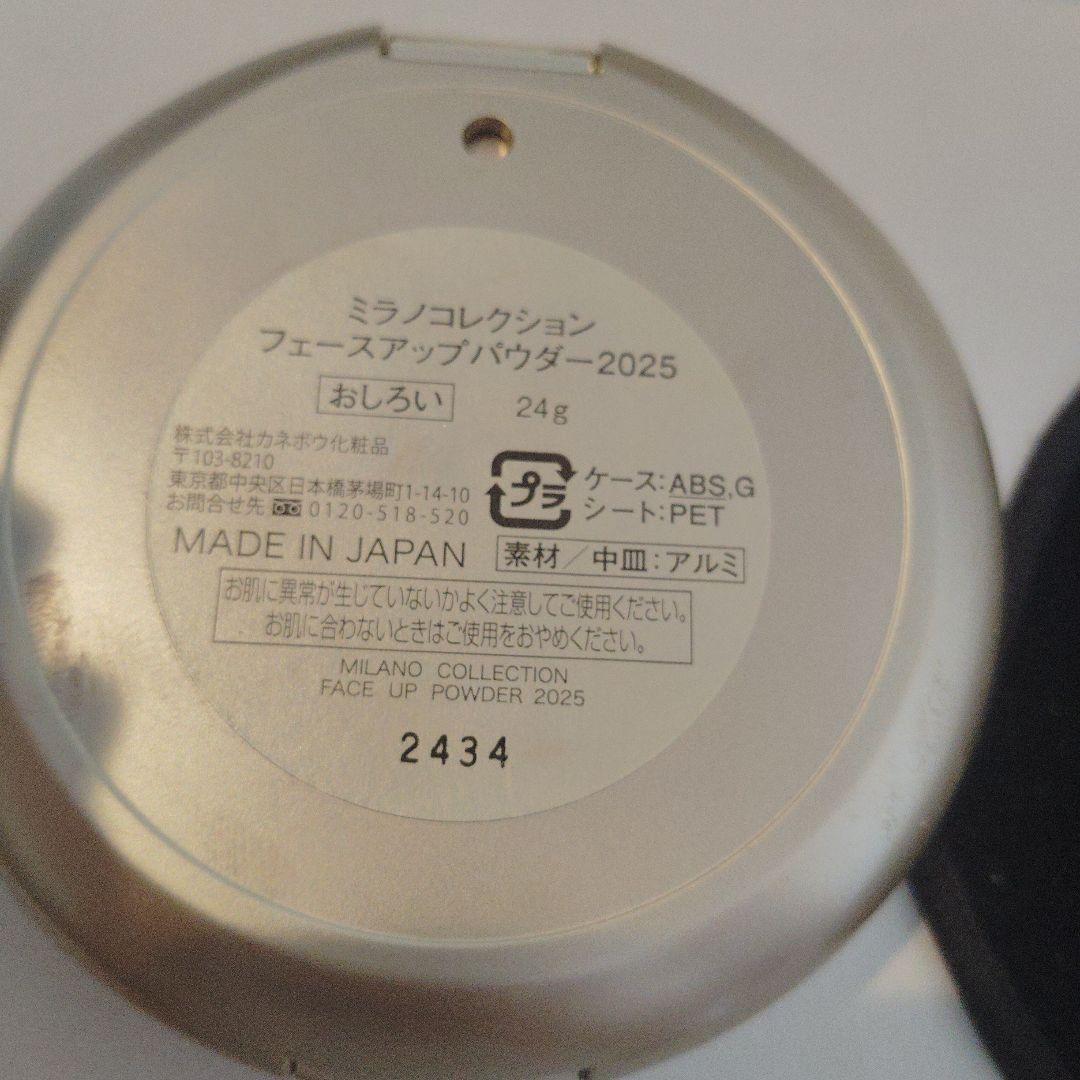 ミラノコレクション
フェースアップパウダー2025
おしろい 24g
株式会社カネボウ化粧品
〒103-8210
東京都中央区日本橋茅場町1-14-10
お問合せ先 0120-518-520
プラ
ケース:ABS,G
シート:PET
MADE IN JAPAN
素材/中皿:アルミ
お肌に異常が生じていないかよく注意してご使用ください。
お肌に合わないときはご使用をおやめください。
MILANO COLLECTION
FACE UP POWDER 2025
2434